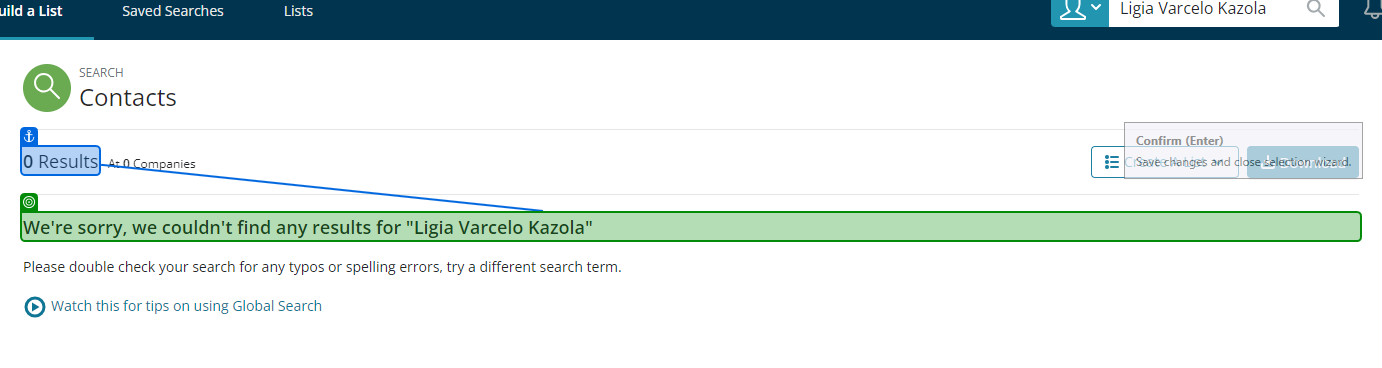 uild a List Saved Searches Lists Ligia Varcelo Kazola
SEARCH
Contacts
Confirm (Enter)
0 Results At 0 Companies Save changes and close selection wizard.
We're sorry, we couldn't find any results for "Ligia Varcelo Kazola"
Please double check your search for any typos or spelling errors, try a different search term.
Watch this for tips on using Global Search